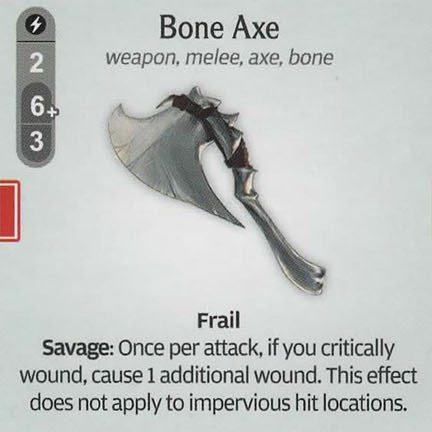 Bone Axe
weapon, melee, axe, bone
2
6+
3
Frail
Savage: Once per attack, if you critically
wound, cause 1 additional wound. This effect
does not apply to impervious hit locations.